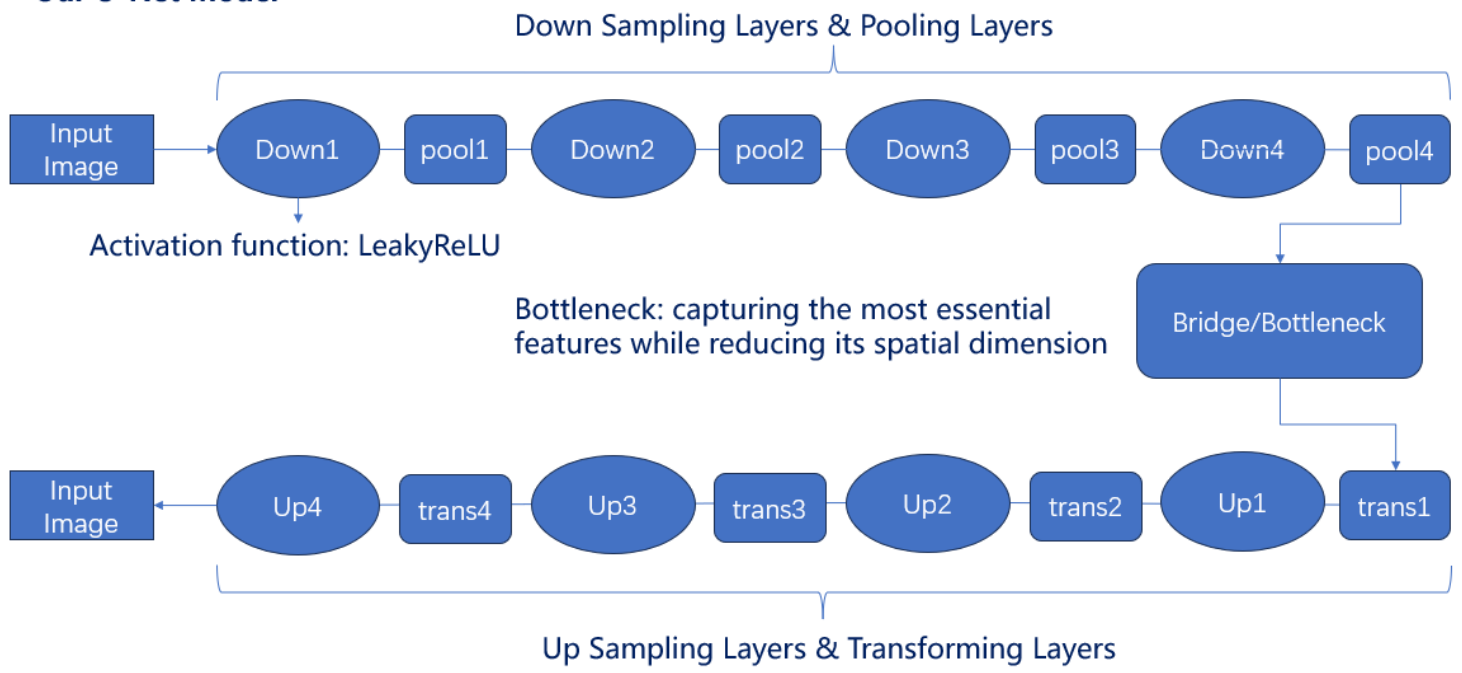 Down Sampling Layers & Pooling Layers
Input
Image
Down1
pool1
Down2
pool2
Down3
pool3
Down4
pool4
Activation function: LeakyReLU
Bottleneck: capturing the most essential
features while reducing its spatial dimension
Bridge/Bottleneck
Input
Image
Up4
trans4
Up3
trans3
Up2
trans2
Up1
trans1
Up Sampling Layers & Transforming Layers